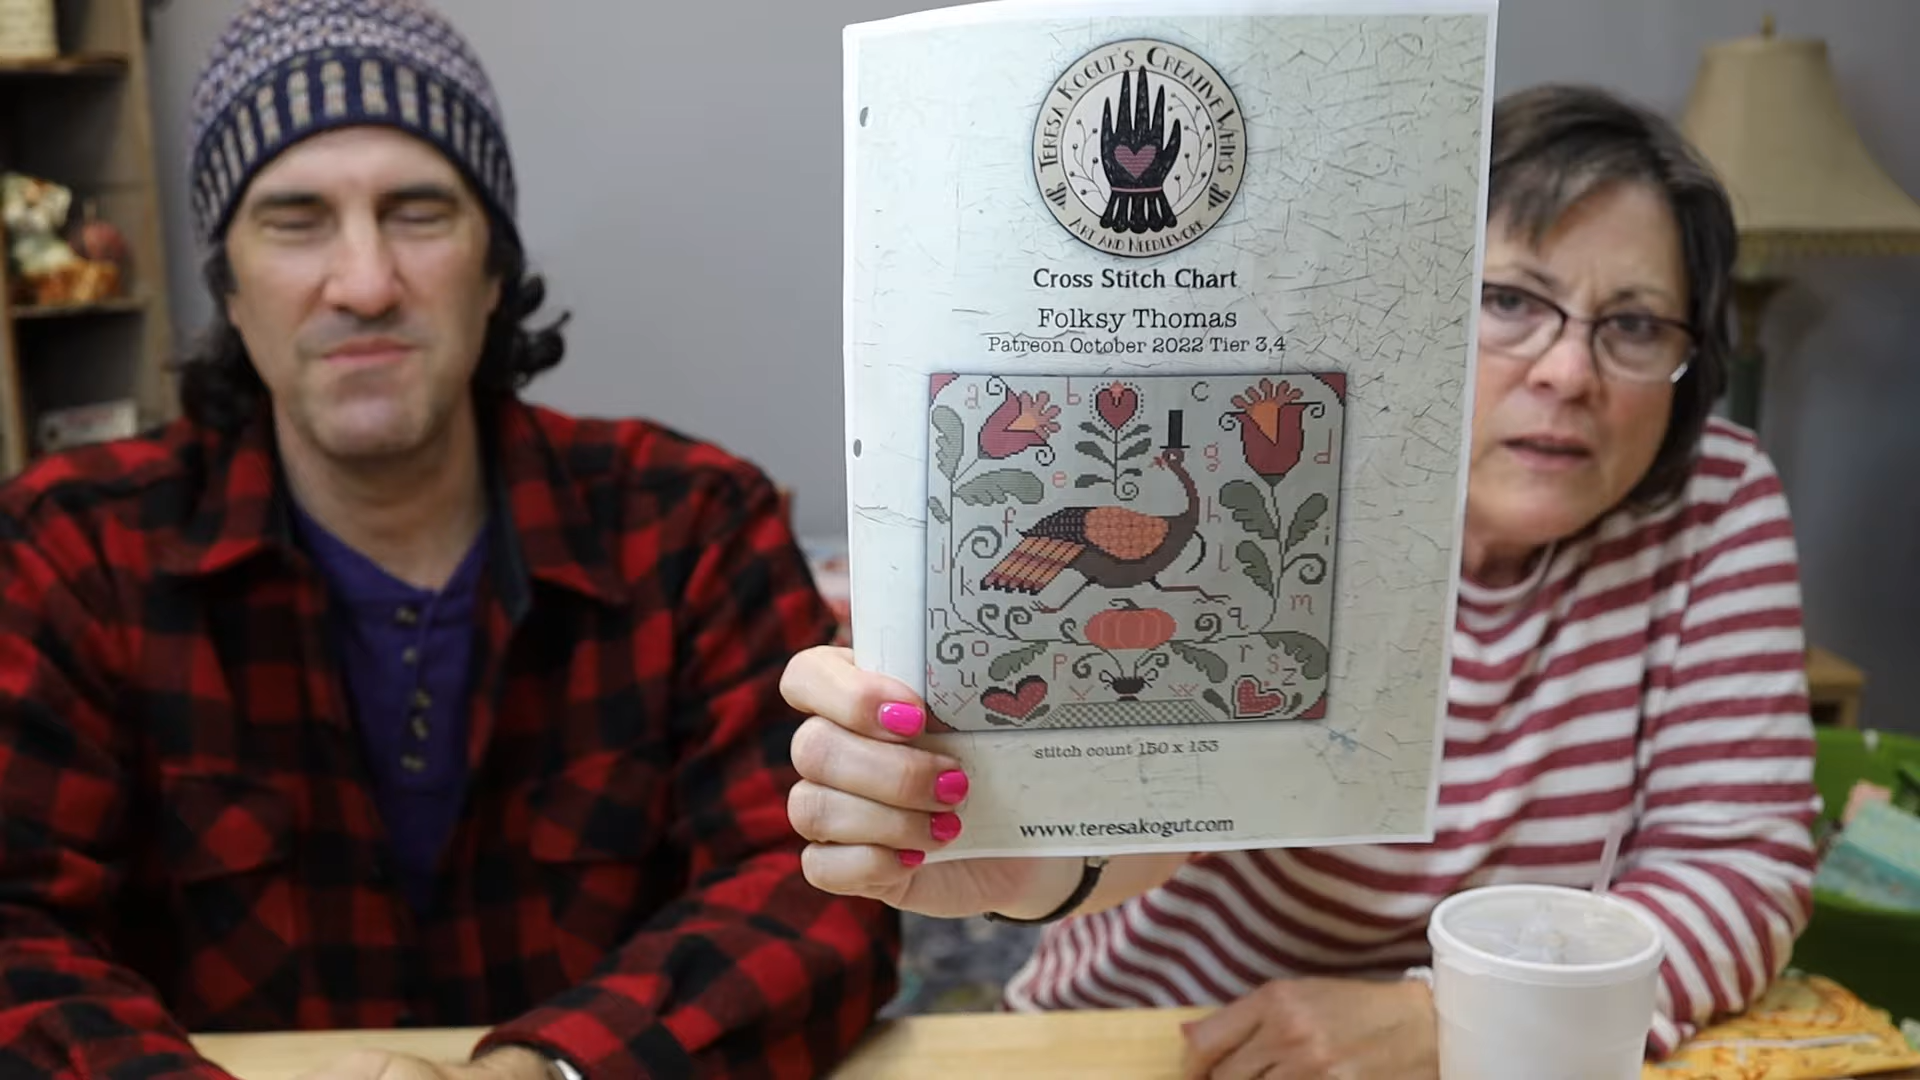 TERESA KOGUT'S CREATIVE WHIMS
ART AND NEEDLEWORK
Cross Stitch Chart
Folksy Thomas
Patreon October 2022 Tier 3,4
a b c
g d
e
f h
j l i
k
n q m
o p r s z
t u
x y v w
stitch count 150 x 133
www.teresakogut.com